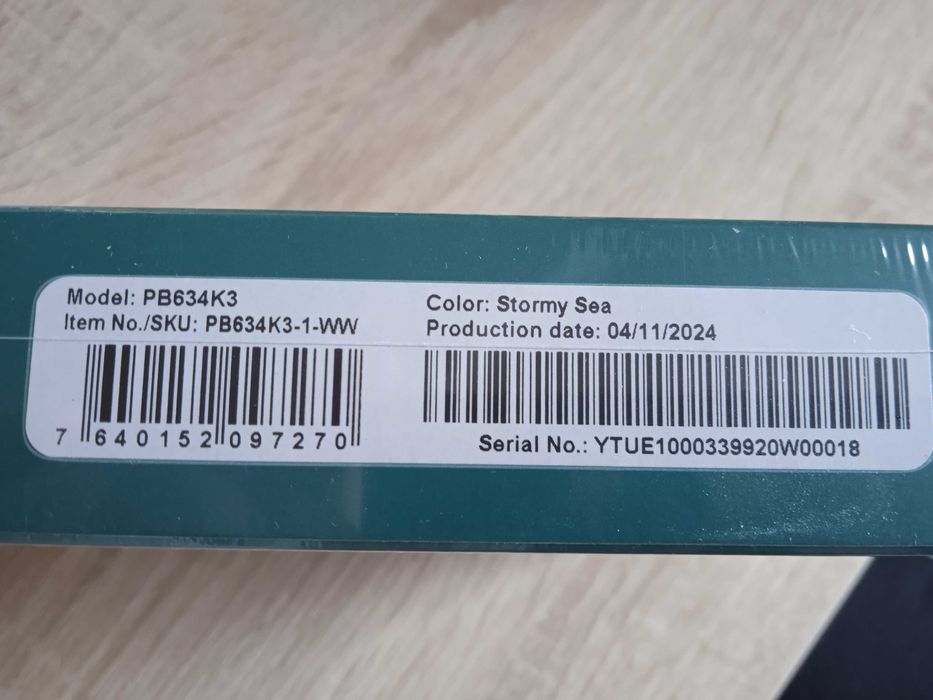 Model: PB634K3
Item No./SKU: PB634K3-1-WW
7 640152 097270
Color: Stormy Sea
Production date: 04/11/2024
Serial No.: YTUE1000339920W00018